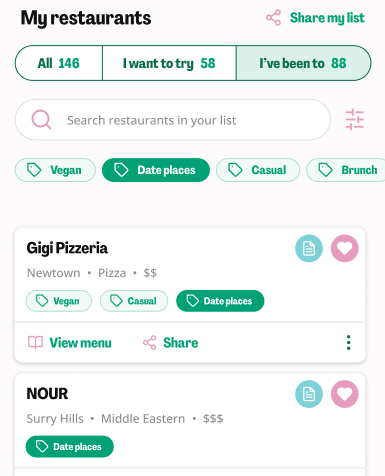 My restaurants Share my list
All 146 I want to try 58 I've been to 88
Search restaurants in your list
Vegan Date places Casual Brunch
Gigi Pizzeria
Newtown • Pizza • $$
Vegan Casual Date places
View menu Share
NOUR
Surry Hills • Middle Eastern • $$$
Date places